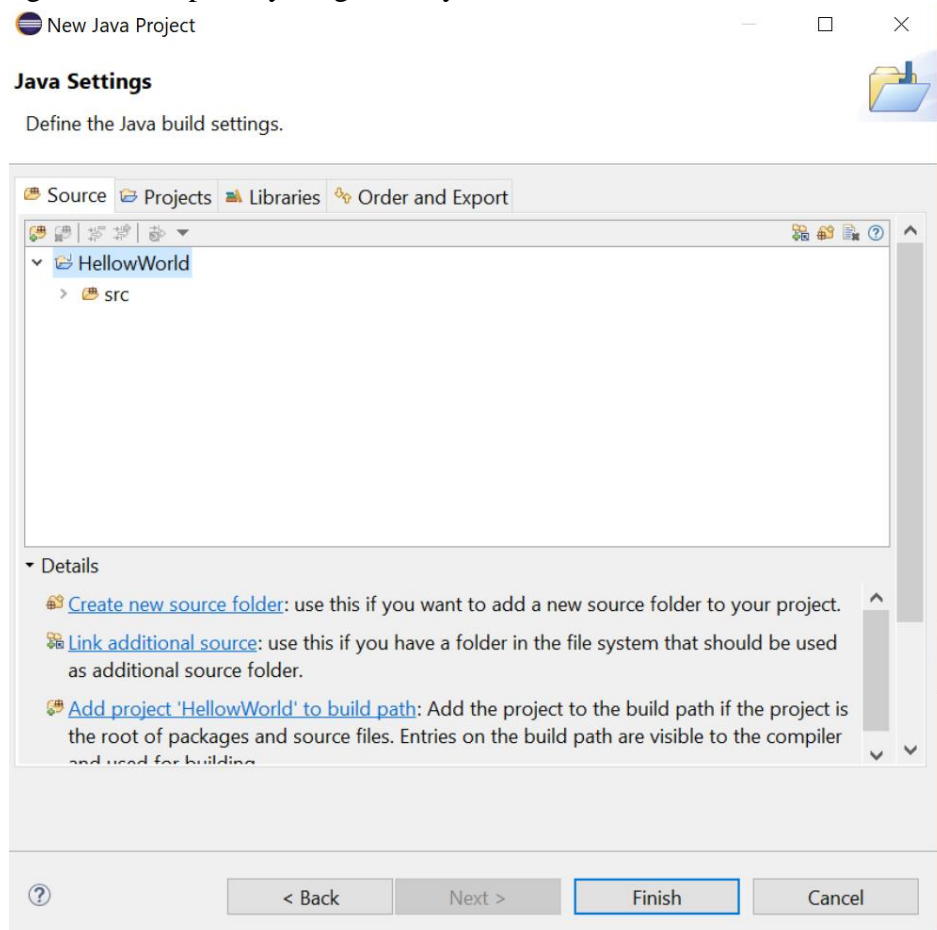 New Java Project
Java Settings
Define the Java build settings.
Source Projects Libraries Order and Export
HellowWorld
src
Details
Create new source folder: use this if you want to add a new source folder to your project.
Link additional source: use this if you have a folder in the file system that should be used
as additional source folder.
Add project 'HellowWorld' to build path: Add the project to the build path if the project is
the root of packages and source files. Entries on the build path are visible to the compiler
and used for building
< Back Next > Finish Cancel